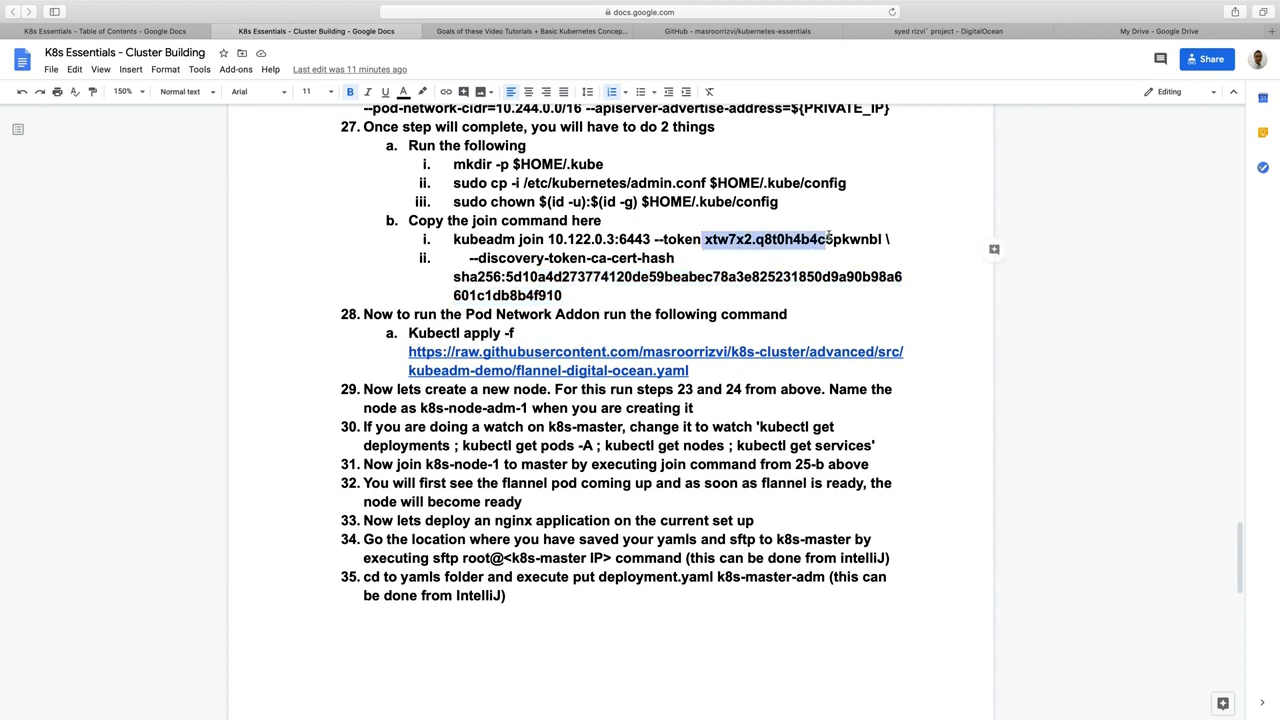 docs.google.com
K8s Essentials - Table of Contents - Google Docs
K8s Essentials - Cluster Building - Google Docs
Goals of these Video Tutorials + Basic Kubernetes Concep...
GitHub - masroorrizvi/kubernetes-essentials
syed rizvi` project - DigitalOcean
My Drive - Google Drive
K8s Essentials - Cluster Building
File Edit View Insert Format Tools Add-ons Help Last edit was 11 minutes ago
Share
150% Normal text Arial 11 B I U A Editing
--pod-network-cidr=10.244.0.0/16 --apiserver-advertise-address=${PRIVATE_IP}
27. Once step will complete, you will have to do 2 things
a. Run the following
i. mkdir -p $HOME/.kube
ii. sudo cp -i /etc/kubernetes/admin.conf $HOME/.kube/config
iii. sudo chown $(id -u):$(id -g) $HOME/.kube/config
b. Copy the join command here
i. kubeadm join 10.122.0.3:6443 --token xtw7x2.q8t0h4b4c5pkwnbl \
ii. --discovery-token-ca-cert-hash
sha256:5d10a4d273774120de59beabec78a3e825231850d9a90b98a6
601c1db8b4f910
28. Now to run the Pod Network Addon run the following command
a. Kubectl apply -f
https://raw.githubusercontent.com/masroorrizvi/k8s-cluster/advanced/src/
kubeadm-demo/flannel-digital-ocean.yaml
29. Now lets create a new node. For this run steps 23 and 24 from above. Name the
node as k8s-node-adm-1 when you are creating it
30. If you are doing a watch on k8s-master, change it to watch 'kubectl get
deployments ; kubectl get pods -A ; kubectl get nodes ; kubectl get services'
31. Now join k8s-node-1 to master by executing join command from 25-b above
32. You will first see the flannel pod coming up and as soon as flannel is ready, the
node will become ready
33. Now lets deploy an nginx application on the current set up
34. Go the location where you have saved your yamls and sftp to k8s-master by
executing sftp root@<k8s-master IP> command (this can be done from intelliJ)
35. cd to yamls folder and execute put deployment.yaml k8s-master-adm (this can
be done from IntelliJ)